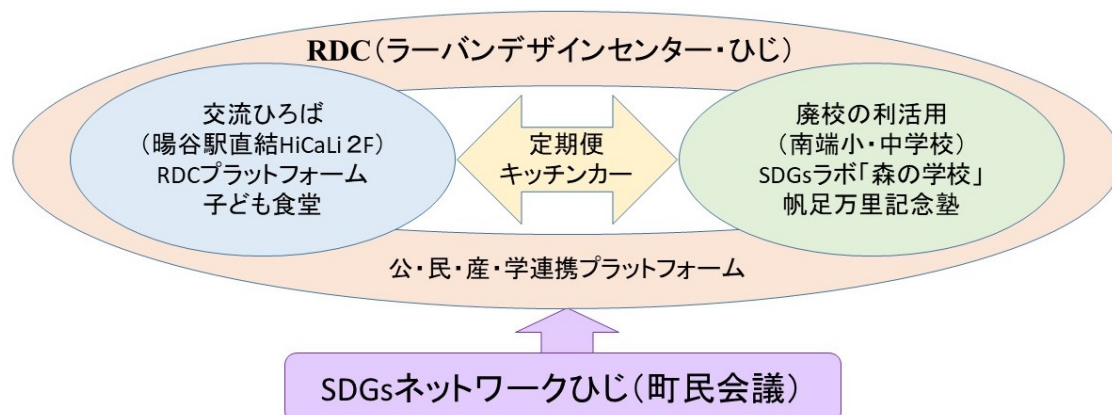 RDC(ラーバンデザインセンター・ひじ)
交流ひろば
(暘谷駅直結HiCaLi 2F)
RDCプラットフォーム
子ども食堂
定期便
キッチンカー
廃校の利活用
(南端小・中学校)
SDGsラボ「森の学校」
帆足万里記念塾
公・民・産・学連携プラットフォーム
SDGsネットワークひじ(町民会議)